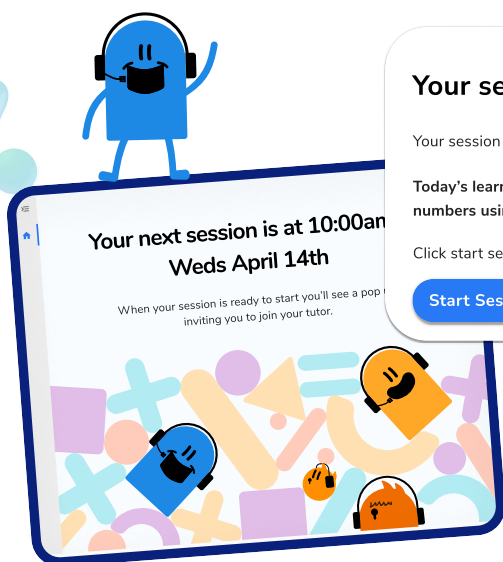 Your next session is at 10:00am
Weds April 14th
When your session is ready to start you'll see a pop
inviting you to join your tutor.
Your se
Your session
Today's learn
numbers usin
Click start se
Start Ses